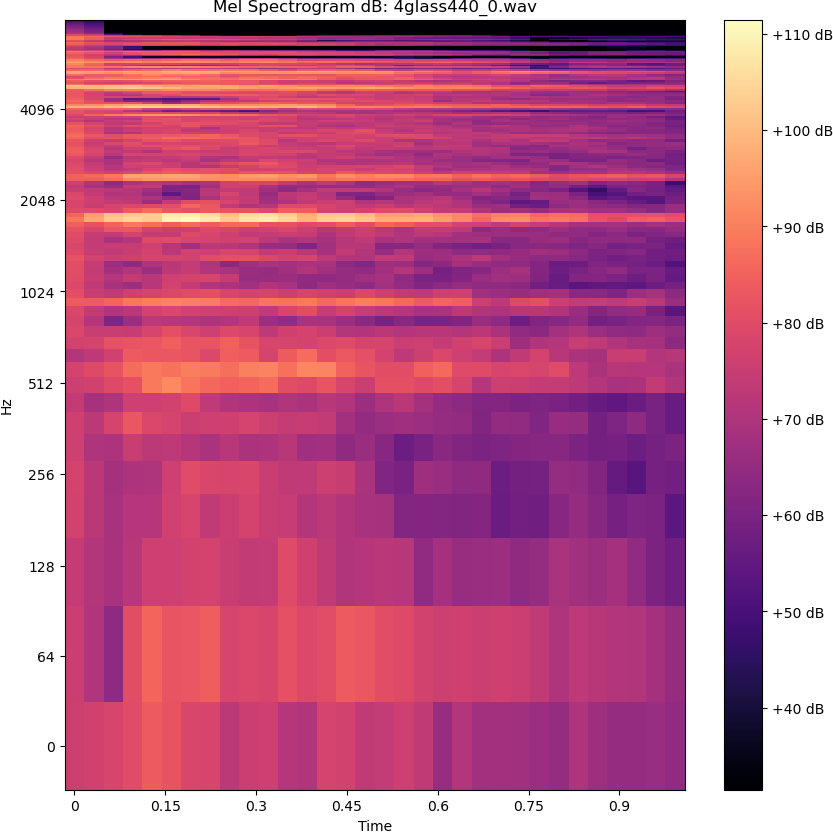 Mel Spectrogram dB: 4glass440_0.wav
+110 dB
4096
+100 dB
2048
+90 dB
1024
+80 dB
512
Hz
+70 dB
256
+60 dB
128
+50 dB
64
+40 dB
0
0 0.15 0.3 0.45 0.6 0.75 0.9
Time